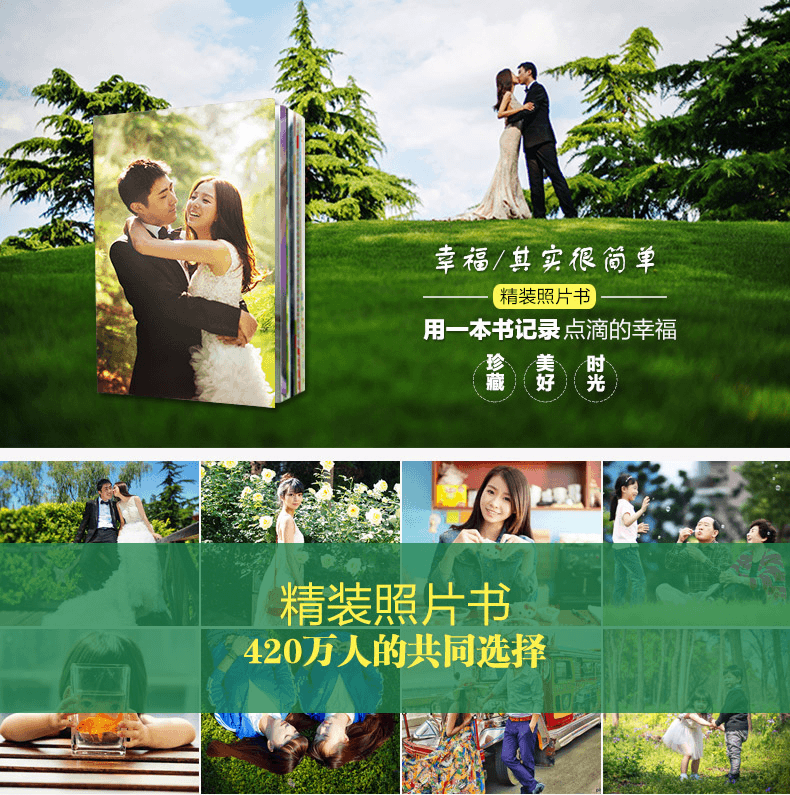 幸福/其实很简单
精装照片书
用一本书记录点滴的幸福
珍藏 美好 时光
精装照片书
420万人的共同选择